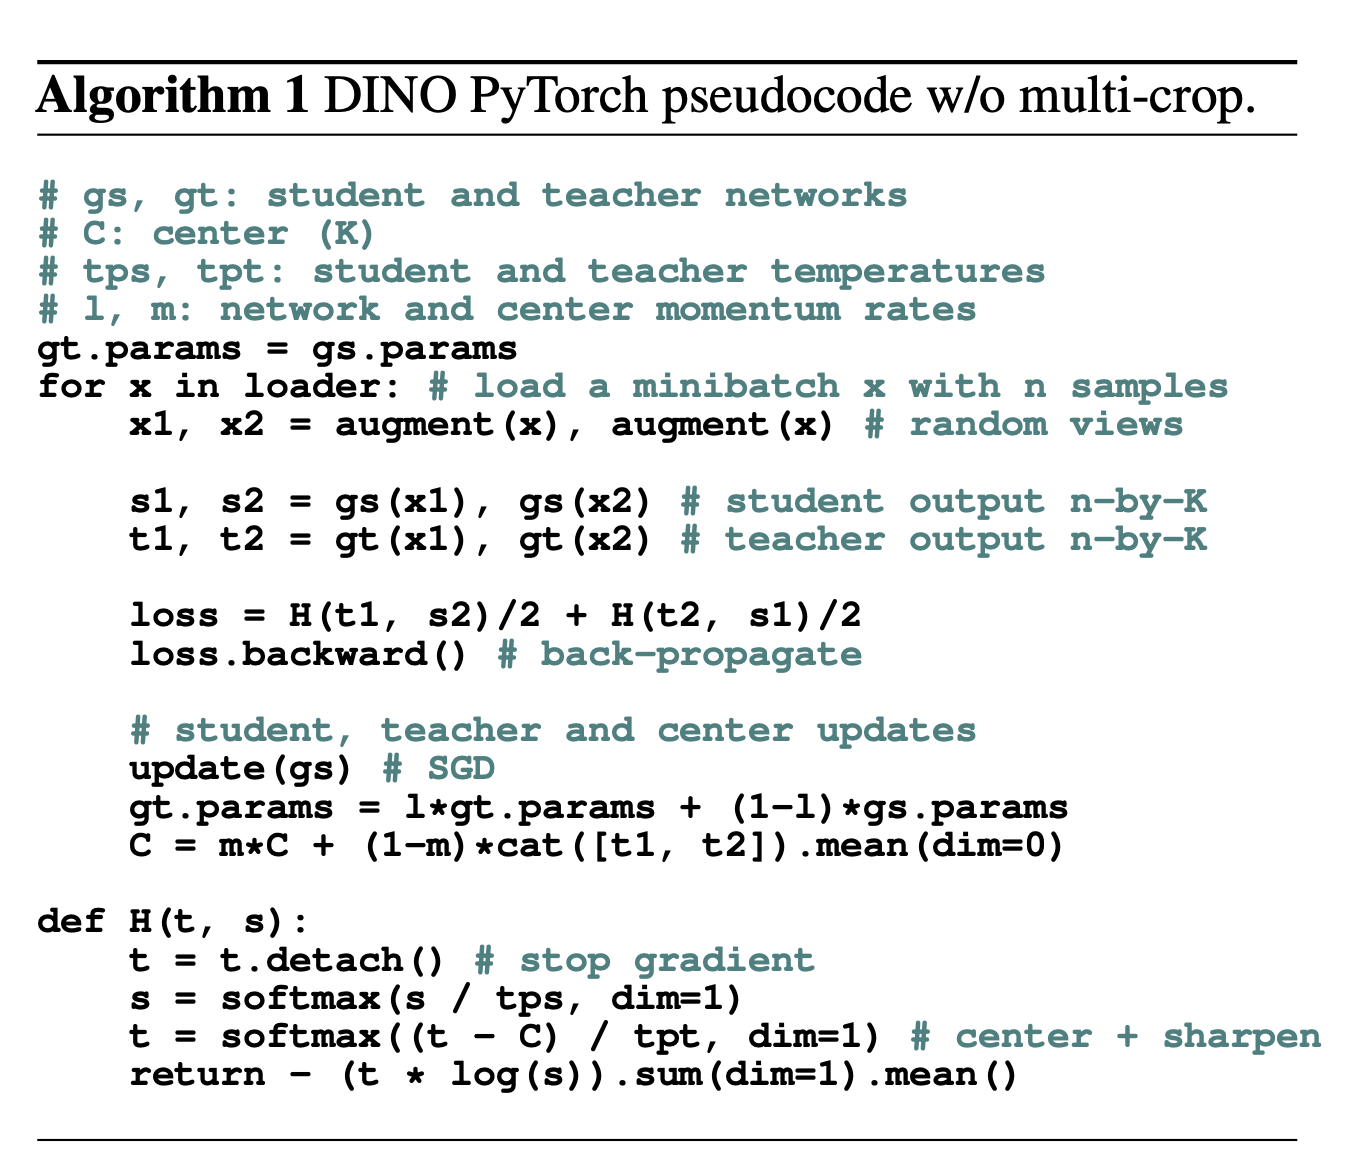 Algorithm 1 DINO PyTorch pseudocode w/o multi-crop.
# gs, gt: student and teacher networks
# C: center (K)
# tps, tpt: student and teacher temperatures
# l, m: network and center momentum rates
gt.params = gs.params
for x in loader: # load a minibatch x with n samples
    x1, x2 = augment(x), augment(x) # random views
    s1, s2 = gs(x1), gs(x2) # student output n-by-K
    t1, t2 = gt(x1), gt(x2) # teacher output n-by-K
    loss = H(t1, s2)/2 + H(t2, s1)/2
    loss.backward() # back-propagate
    # student, teacher and center updates
    update(gs) # SGD
    gt.params = l*gt.params + (1-l)*gs.params
    C = m*C + (1-m)*cat([t1, t2]).mean(dim=0)
def H(t, s):
    t = t.detach() # stop gradient
    s = softmax(s / tps, dim=1)
    t = softmax((t - C) / tpt, dim=1) # center + sharpen
    return - (t * log(s)).sum(dim=1).mean()